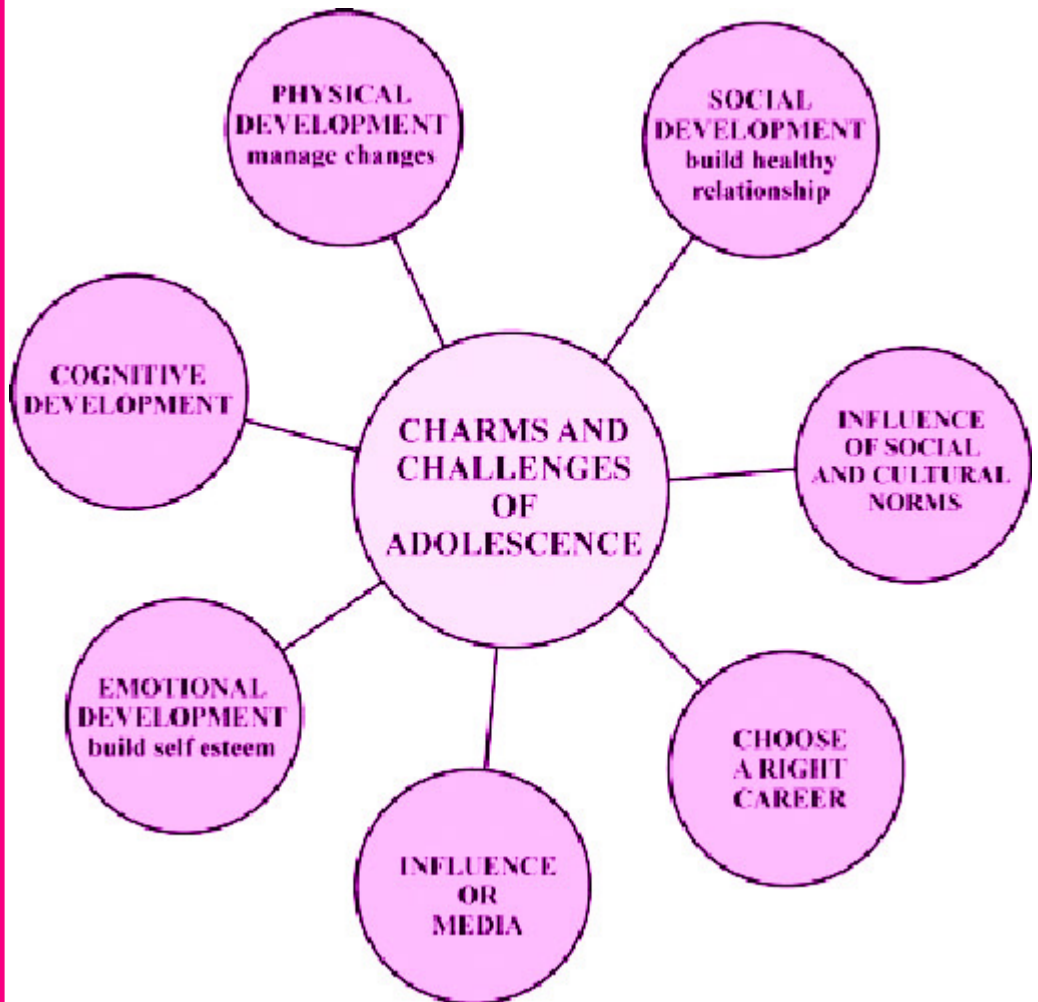 PHYSICAL
DEVELOPMENT
manage changes
SOCIAL
DEVELOPMENT
build healthy
relationship
COGNITIVE
DEVELOPMENT
CHARMS AND
CHALLENGES
OF
ADOLESCENCE
INFLUENCE
OF SOCIAL
AND CULTURAL
NORMS
EMOTIONAL
DEVELOPMENT
build self esteem
CHOOSE
A RIGHT
CAREER
INFLUENCE
OR
MEDIA